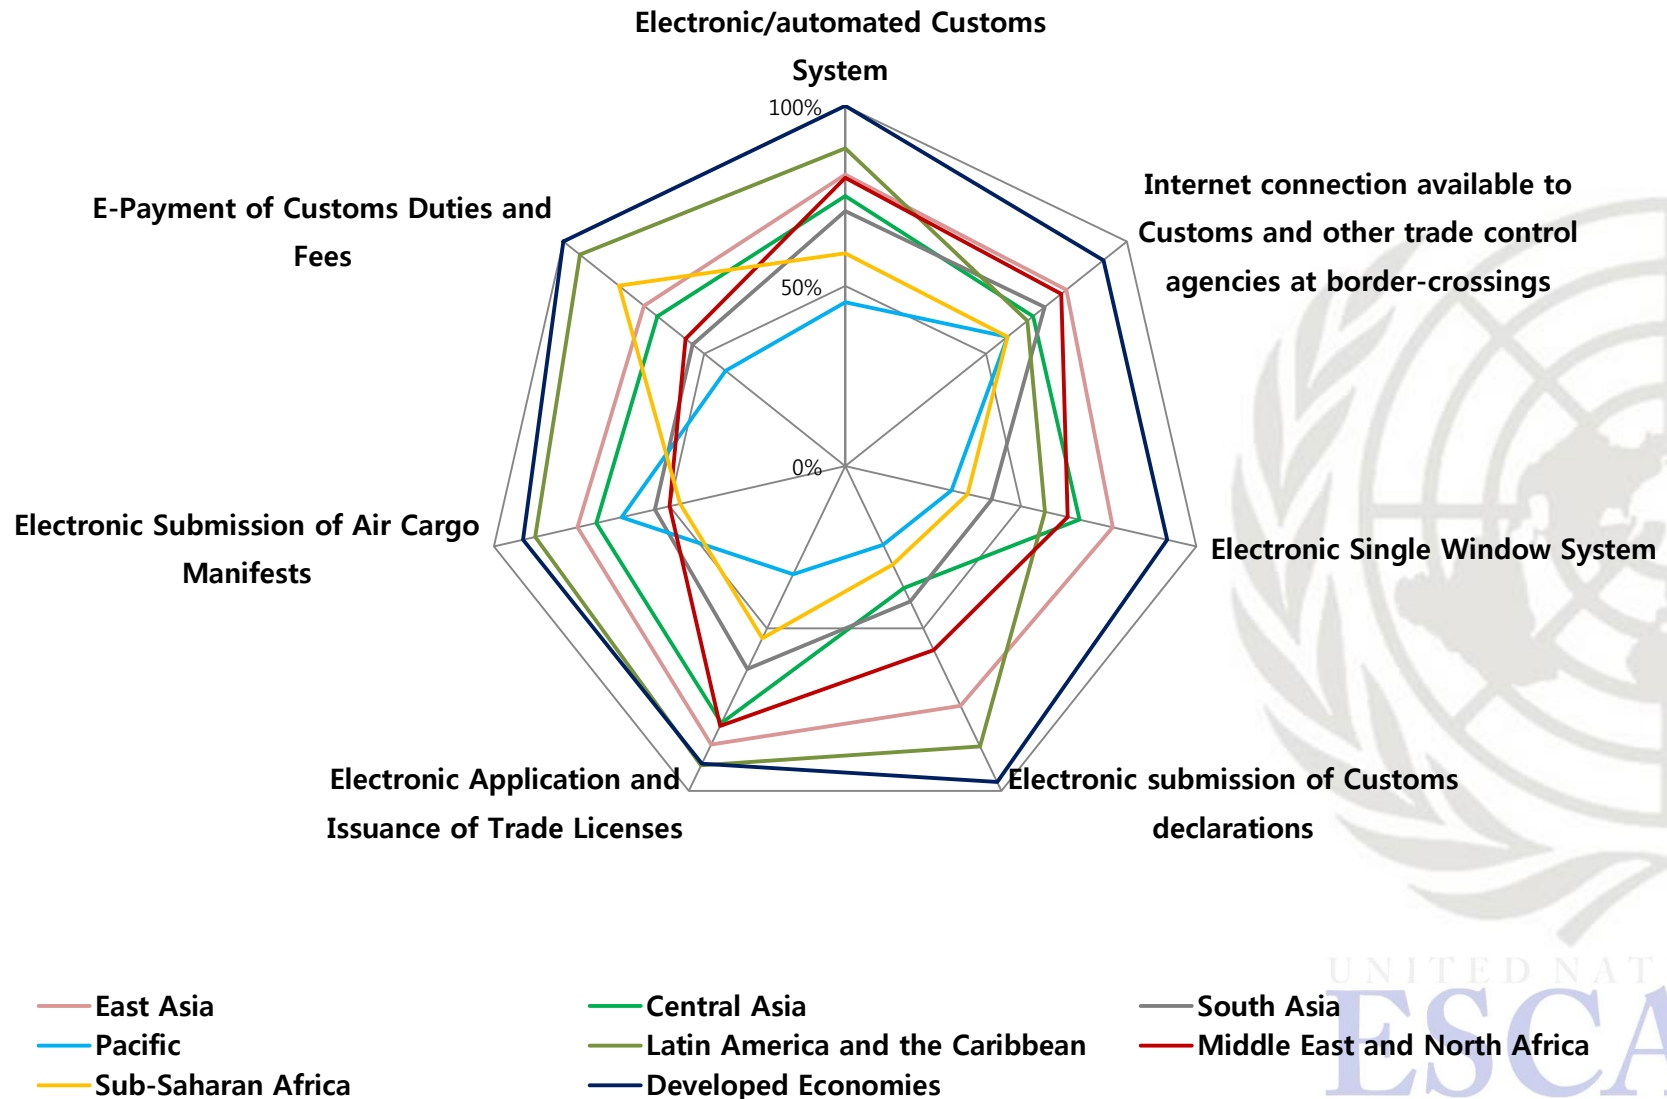 Electronic/automated Customs
System
100%
Internet connection available to
Customs and other trade control
agencies at border-crossings
E-Payment of Customs Duties and
Fees
50%
0%
Electronic Submission of Air Cargo
Manifests
Electronic Single Window System
Electronic Application and
Issuance of Trade Licenses
Electronic submission of Customs
declarations
UNITED NAT
ESCA
East Asia
Central Asia
South Asia
Pacific
Latin America and the Caribbean
Middle East and North Africa
Sub-Saharan Africa
Developed Economies